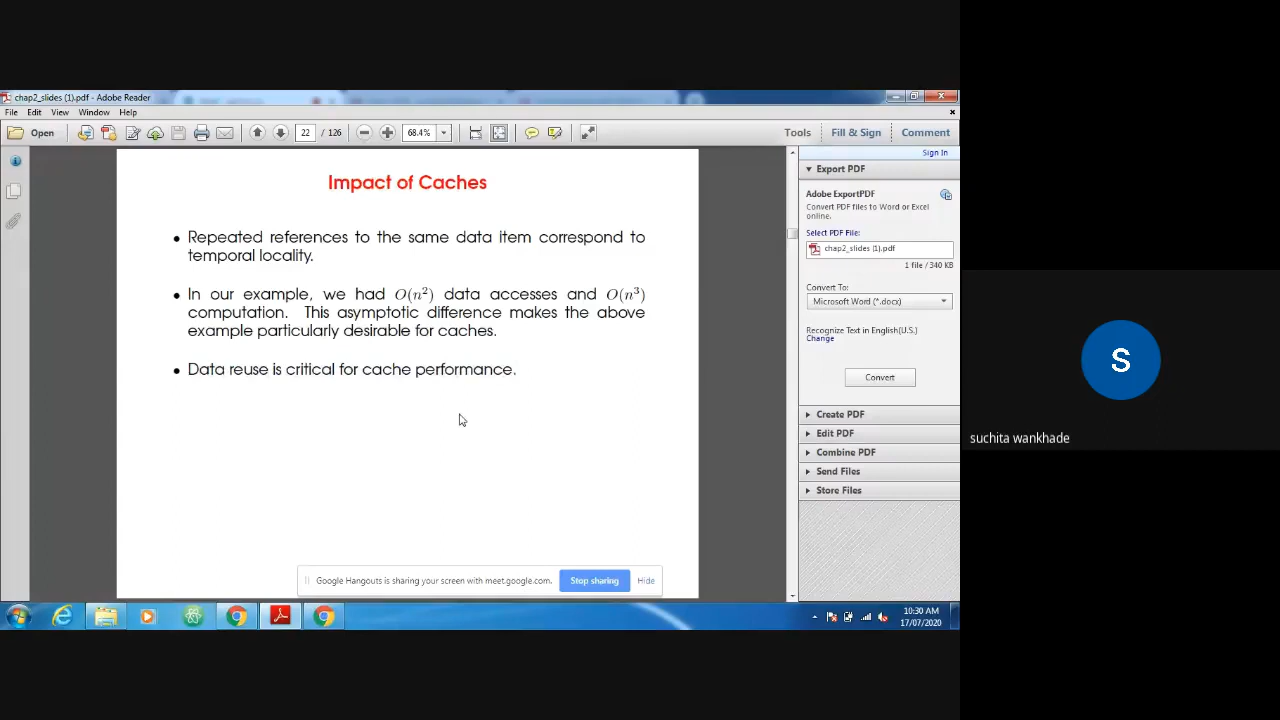 chap2_slides (1).pdf - Adobe Reader
File Edit View Window Help
Open 22 / 126 68.4% Tools Fill & Sign Comment
Sign In
Impact of Caches
• Repeated references to the same data item correspond to
temporal locality.
• In our example, we had O(n²) data accesses and O(n³)
computation. This asymptotic difference makes the above
example particularly desirable for caches.
• Data reuse is critical for cache performance.
Export PDF
Adobe ExportPDF
Convert PDF files to Word or Excel
online.
Select PDF File:
chap2_slides (1).pdf
1 file / 340 KB
Convert To:
Microsoft Word (*.docx)
Recognize Text in English(U.S.)
Change
Convert
Create PDF
Edit PDF
Combine PDF
Send Files
Store Files
Google Hangouts is sharing your screen with meet.google.com. Stop sharing Hide
10:30 AM
17/07/2020
S
suchita wankhade